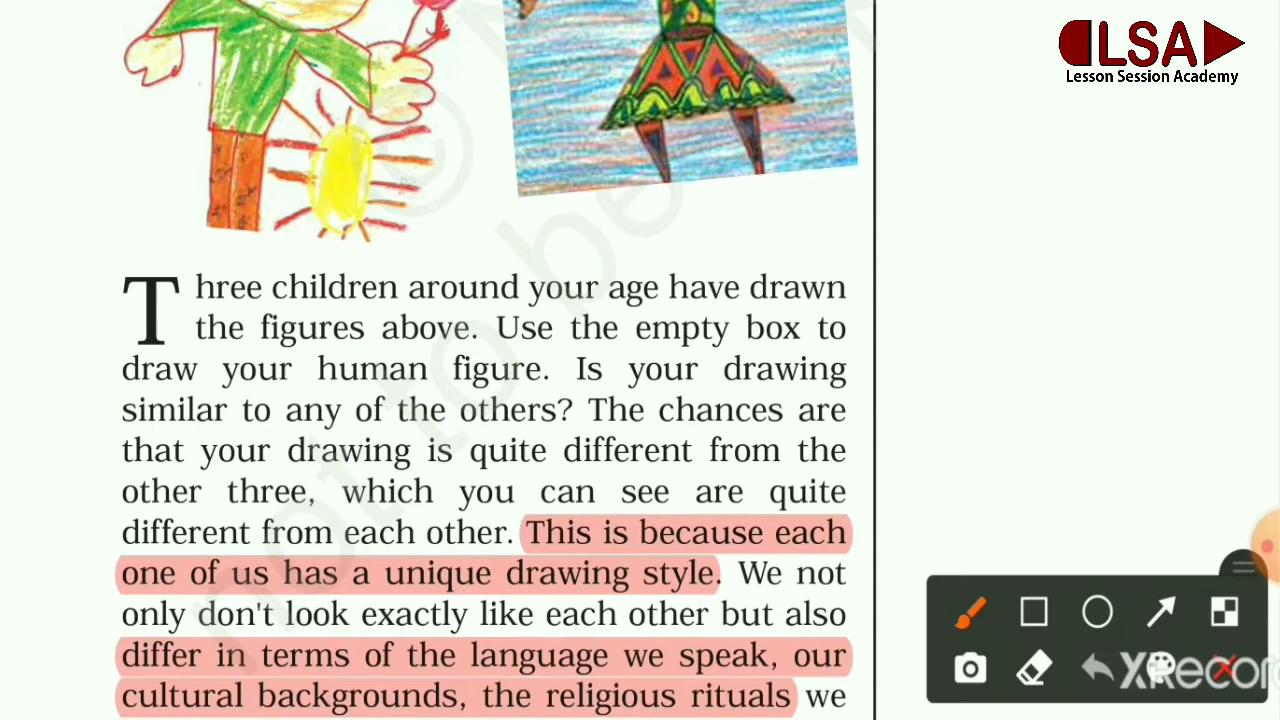 LSA
Lesson Session Academy
Three children around your age have drawn
the figures above. Use the empty box to
draw your human figure. Is your drawing
similar to any of the others? The chances are
that your drawing is quite different from the
other three, which you can see are quite
different from each other. This is because each
one of us has a unique drawing style. We not
only don't look exactly like each other but also
differ in terms of the language we speak, our
cultural backgrounds, the religious rituals we
not to be
XRecor